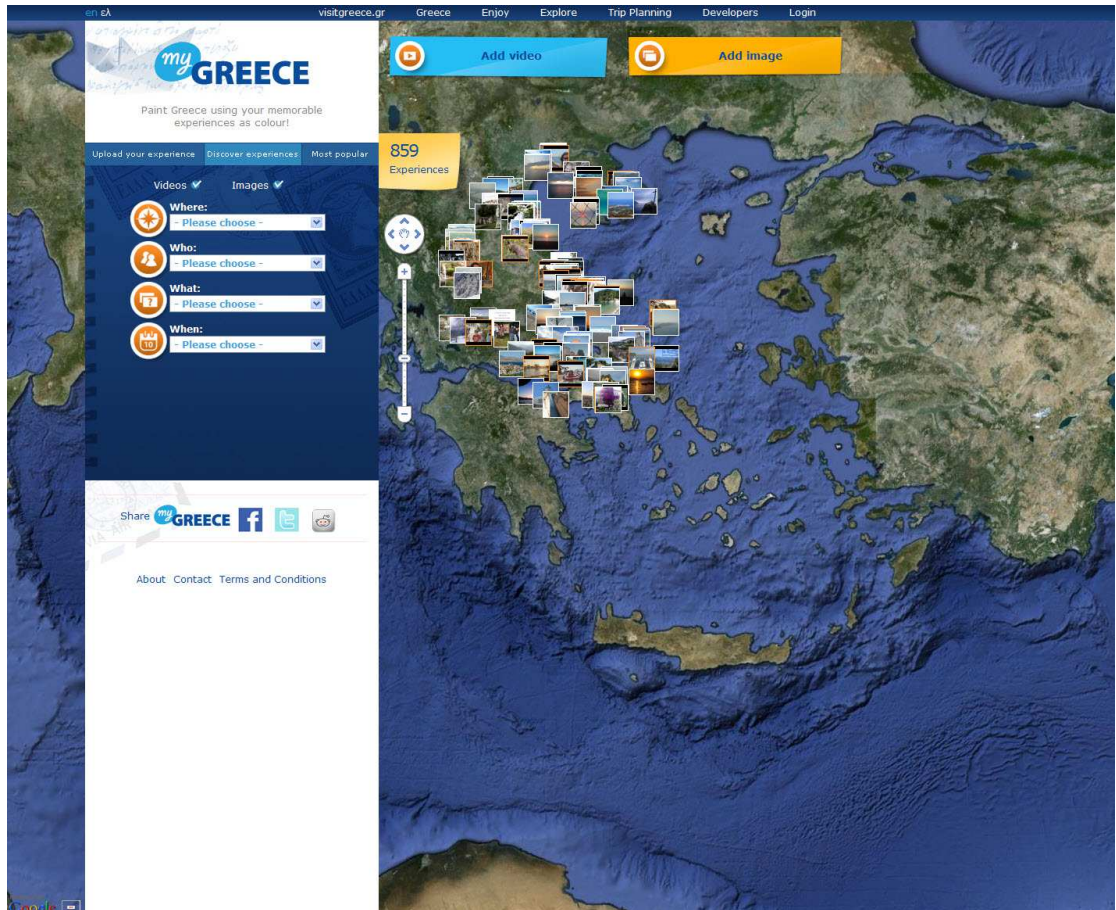 en ελ
visitgreece.gr Greece Enjoy Explore Trip Planning Developers Login
my GREECE
Paint Greece using your memorable
experiences as colour!
Add video
Add image
Upload your experience Discover experiences Most popular
859
Experiences
Videos Images
Where:
- Please choose -
Who:
- Please choose -
What:
- Please choose -
When:
10
- Please choose -
Share my GREECE
About Contact Terms and Conditions
Google